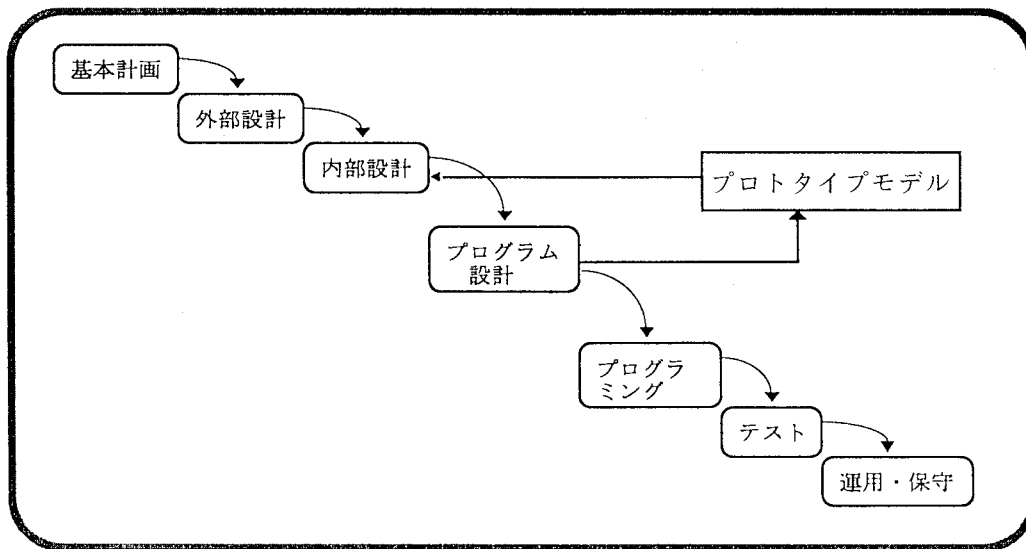 基本計画
外部設計
内部設計
プロトタイプモデル
プログラム
設計
プログラ
ミング
テスト
運用・保守